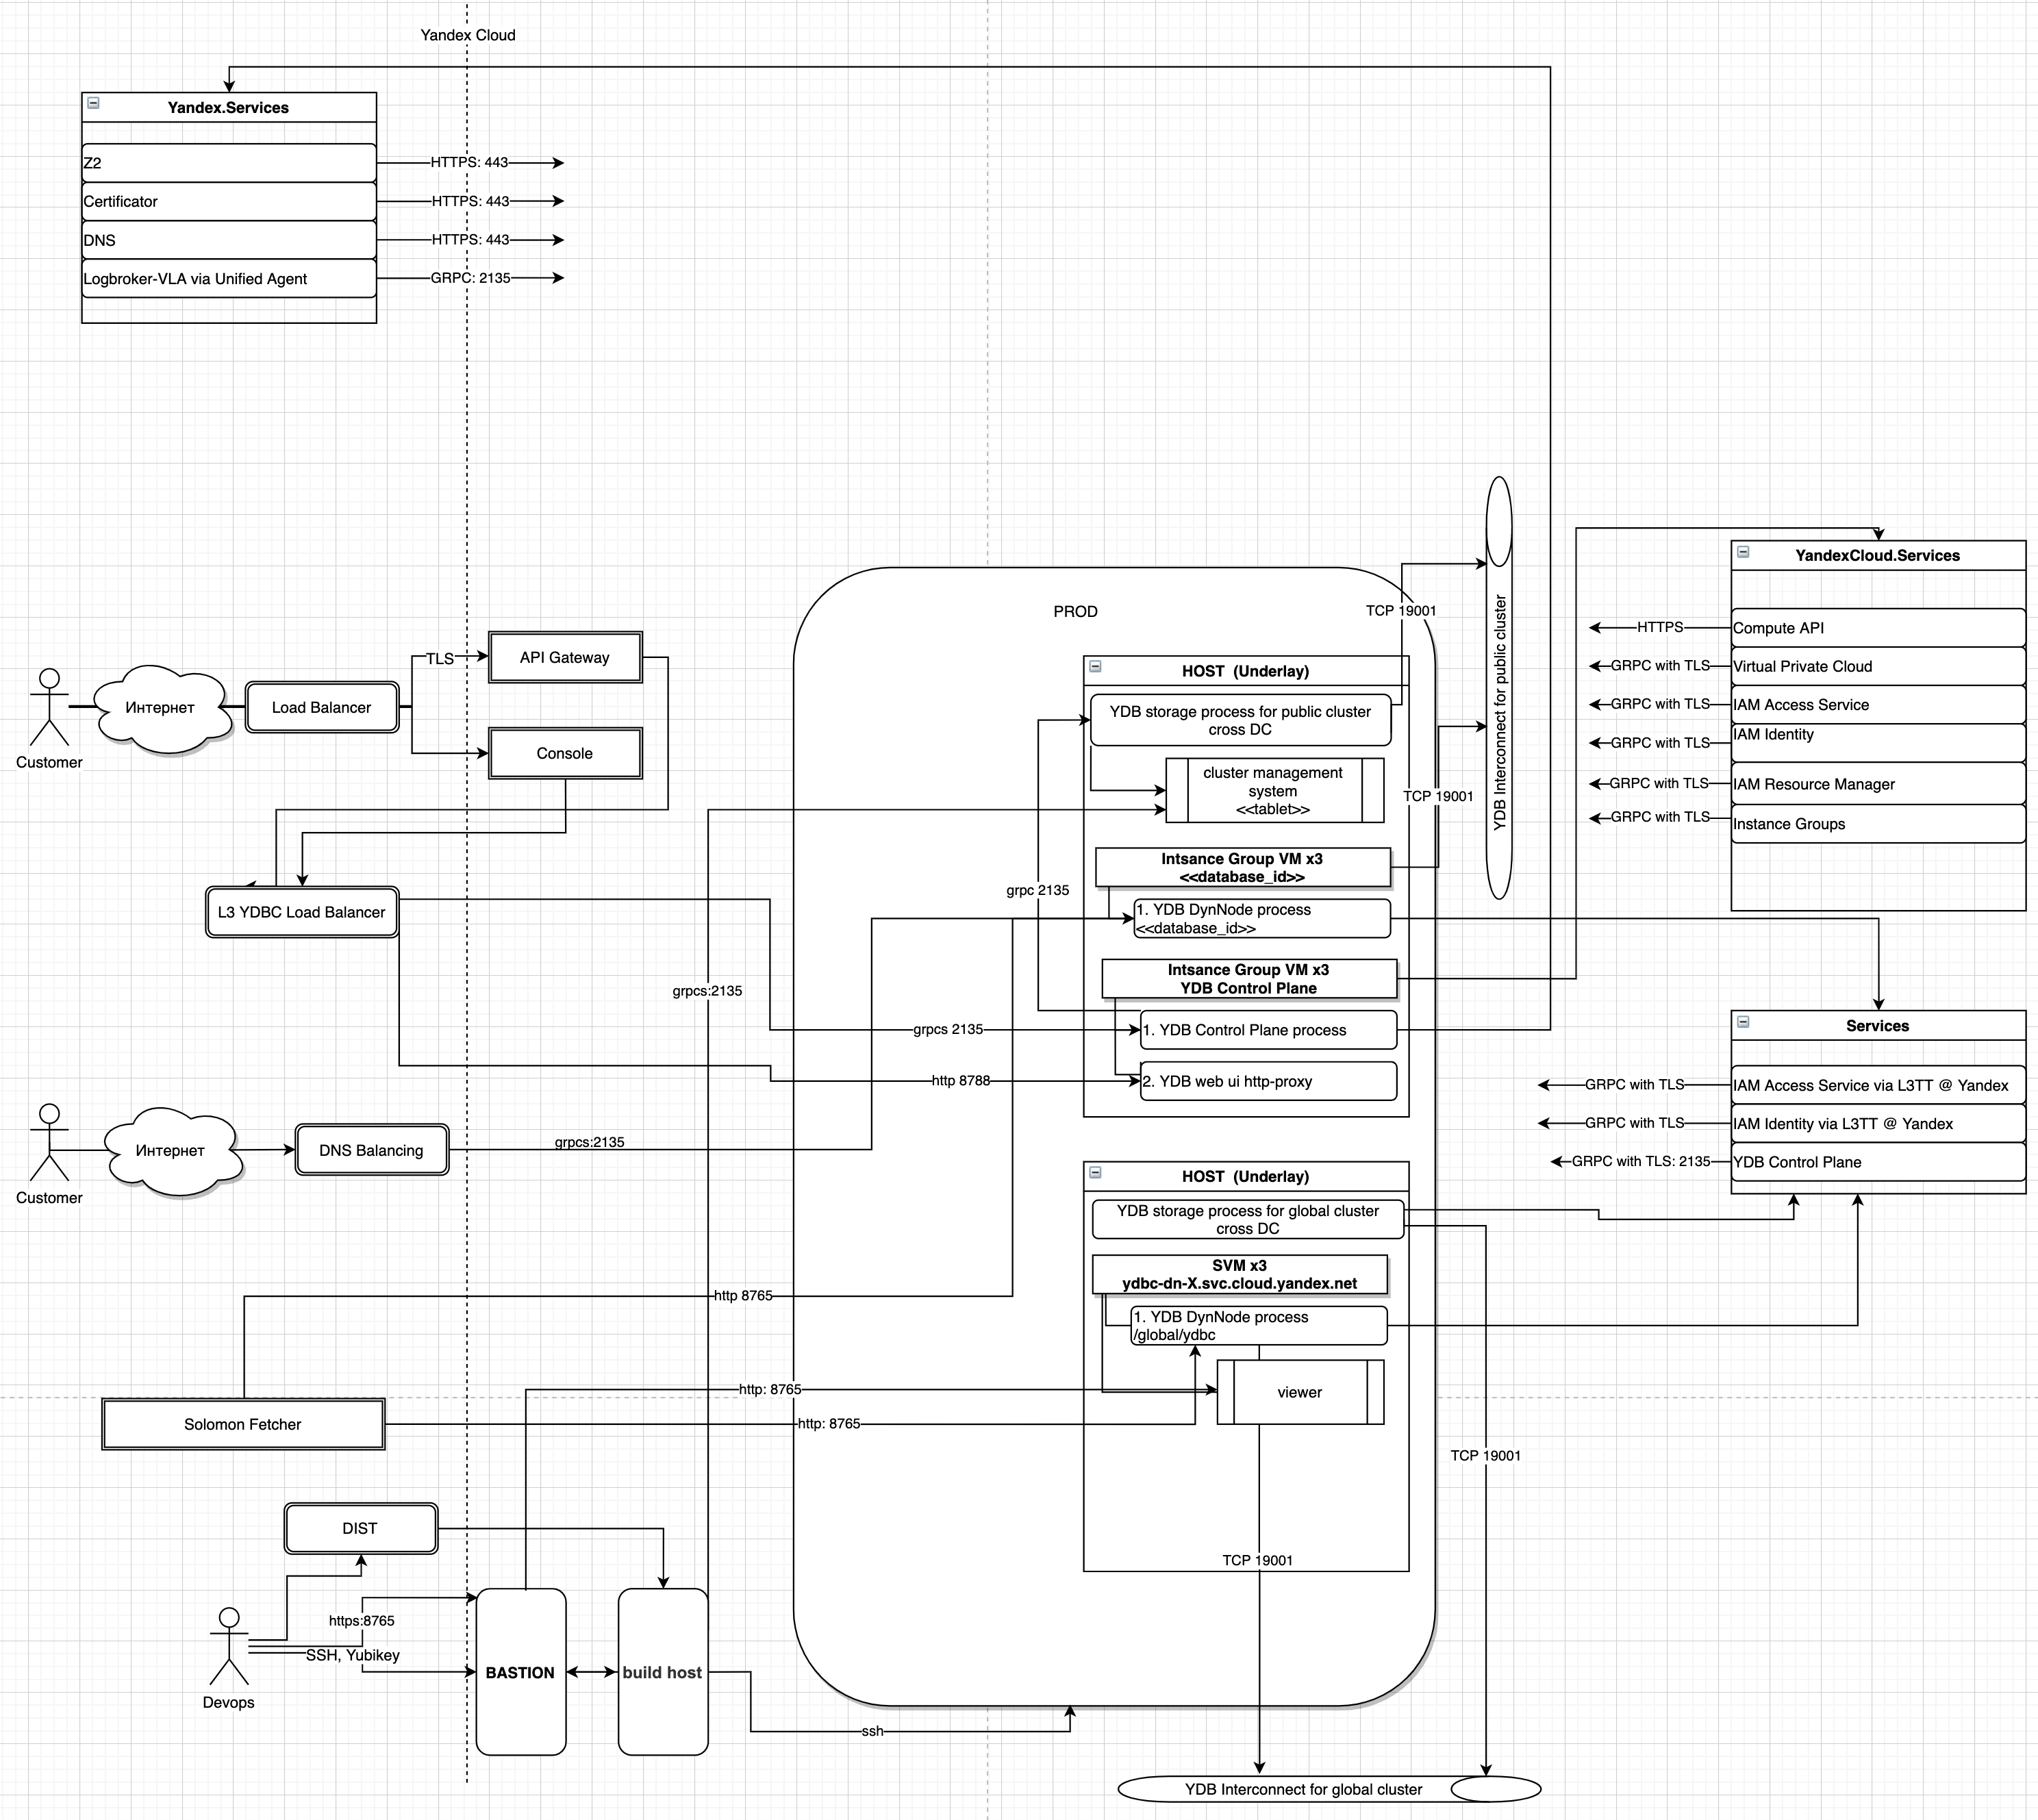 Yandex Cloud
Yandex.Services
Z2
HTTPS: 443
Certificator
HTTPS: 443
DNS
HTTPS: 443
Logbroker-VLA via Unified Agent
GRPC: 2135
Customer
Интернет
Load Balancer
TLS
API Gateway
Console
L3 YDBC Load Balancer
grpcs:2135
grpcs 2135
http 8788
Customer
Интернет
DNS Balancing
grpcs:2135
http 8765
Solomon Fetcher
http: 8765
http: 8765
DIST
https:8765
SSH, Yubikey
Devops
BASTION
build host
ssh
PROD
TCP 19001
HOST  (Underlay)
YDB storage process for public cluster
cross DC
cluster management
system
<<tablet>>
TCP 19001
Intsance Group VM x3
<<database_id>>
grpc 2135
1. YDB DynNode process
<<database_id>>
Intsance Group VM x3
YDB Control Plane
1. YDB Control Plane process
2. YDB web ui http-proxy
HOST  (Underlay)
YDB storage process for global cluster
cross DC
SVM x3
ydbc-dn-X.svc.cloud.yandex.net
1. YDB DynNode process
/global/ydbc
viewer
TCP 19001
TCP 19001
YDB Interconnect for global cluster
YDB Interconnect for public cluster
YandexCloud.Services
HTTPS
Compute API
GRPC with TLS
Virtual Private Cloud
GRPC with TLS
IAM Access Service
GRPC with TLS
IAM Identity
GRPC with TLS
IAM Resource Manager
GRPC with TLS
Instance Groups
Services
GRPC with TLS
IAM Access Service via L3TT @ Yandex
GRPC with TLS
IAM Identity via L3TT @ Yandex
GRPC with TLS: 2135
YDB Control Plane